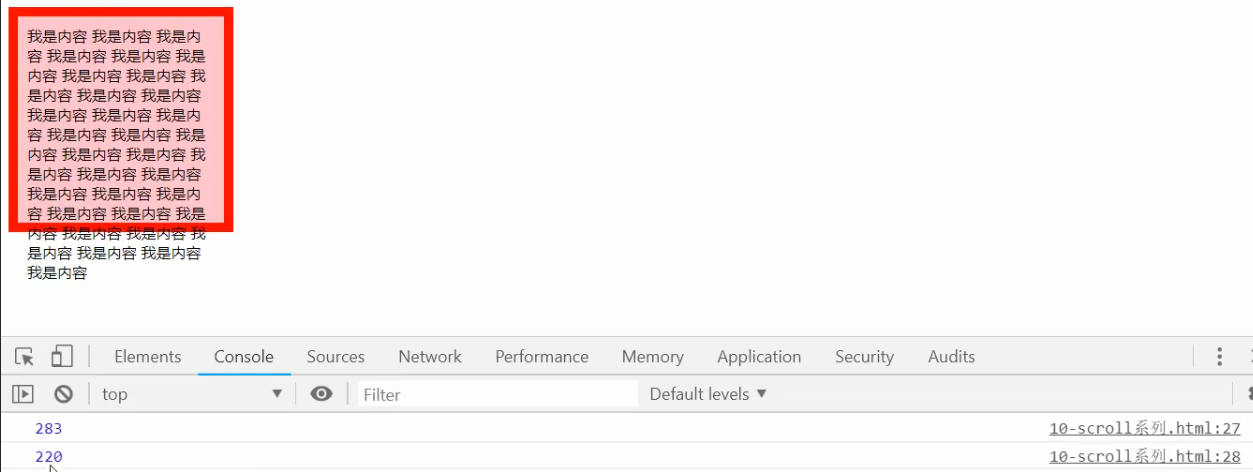 我是内容 我是内容 我是内
容 我是内容 我是内容 我是
内容 我是内容 我是内容 我
是内容 我是内容 我是内容
我是内容 我是内容 我是内
容 我是内容 我是内容 我是
内容 我是内容 我是内容 我
是内容 我是内容 我是内容
我是内容 我是内容 我是内
容 我是内容 我是内容 我是
内容 我是内容 我是内容 我
是内容 我是内容 我是内容
我是内容
Elements Console Sources Network Performance Memory Application Security Audits
top Filter Default levels
283 10-scroll系列.html:27
220 10-scroll系列.html:28